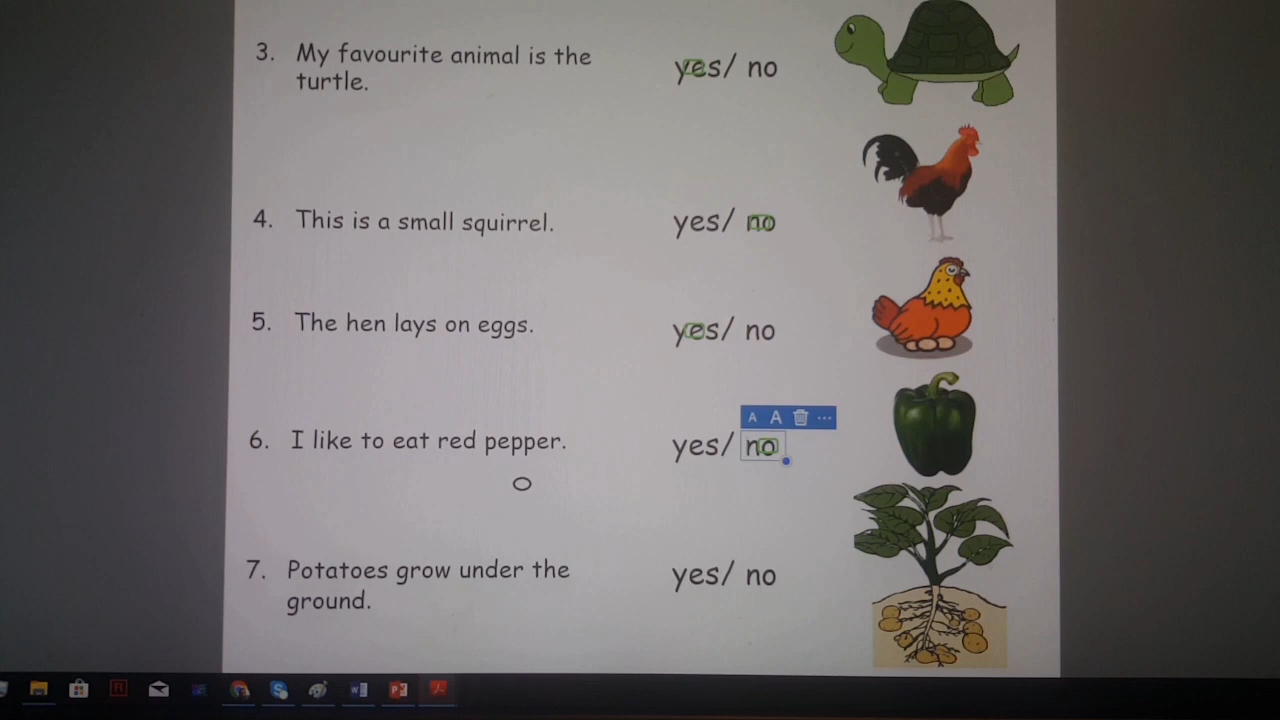 3. My favourite animal is the yes/ no
turtle.
4. This is a small squirrel. yes/ no
5. The hen lays on eggs. yes/ no
A A ...
6. I like to eat red pepper. yes/ no
7. Potatoes grow under the yes/ no
ground.